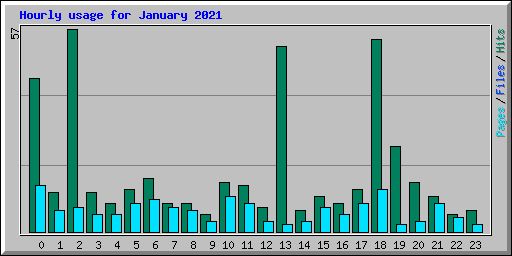 Hourly usage for January 2021
57
Pages/Files/Hits
0 1 2 3 4 5 6 7 8 9 10 11 12 13 14 15 16 17 18 19 20 21 22 23